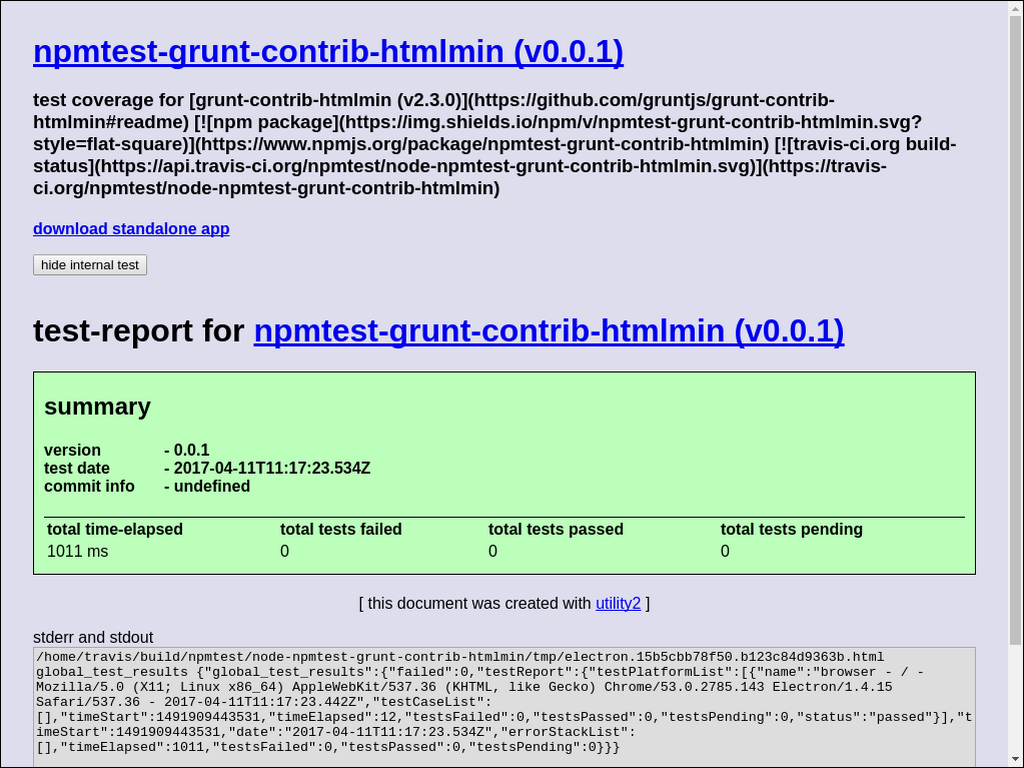 npmtest-grunt-contrib-htmlmin (v0.0.1)
test coverage for [grunt-contrib-htmlmin (v2.3.0)](https://github.com/gruntjs/grunt-contrib-
htmlmin#readme) [![npm package](https://img.shields.io/npm/v/npmtest-grunt-contrib-htmlmin.svg?
style=flat-square)](https://www.npmjs.org/package/npmtest-grunt-contrib-htmlmin) [![travis-ci.org build-
status](https://api.travis-ci.org/npmtest/node-npmtest-grunt-contrib-htmlmin.svg)](https://travis-
ci.org/npmtest/node-npmtest-grunt-contrib-htmlmin)
download standalone app
hide internal test
test-report for npmtest-grunt-contrib-htmlmin (v0.0.1)
summary
version - 0.0.1
test date - 2017-04-11T11:17:23.534Z
commit info - undefined
total time-elapsed total tests failed total tests passed total tests pending
1011 ms 0 0 0
[ this document was created with utility2 ]
stderr and stdout
/home/travis/build/npmtest/node-npmtest-grunt-contrib-htmlmin/tmp/electron.15b5cbb78f50.b123c84d9363b.html
global_test_results {"global_test_results":{"failed":0,"testReport":{"testPlatformList":[{"name":"browser - / -
Mozilla/5.0 (X11; Linux x86_64) AppleWebKit/537.36 (KHTML, like Gecko) Chrome/53.0.2785.143 Electron/1.4.15
Safari/537.36 - 2017-04-11T11:17:23.442Z","testCaseList":
[],"timeStart":1491909443531,"timeElapsed":12,"testsFailed":0,"testsPassed":0,"testsPending":0,"status":"passed"}],"t
imeStart":1491909443531,"date":"2017-04-11T11:17:23.534Z","errorStackList":
[],"timeElapsed":1011,"testsFailed":0,"testsPassed":0,"testsPending":0}}}